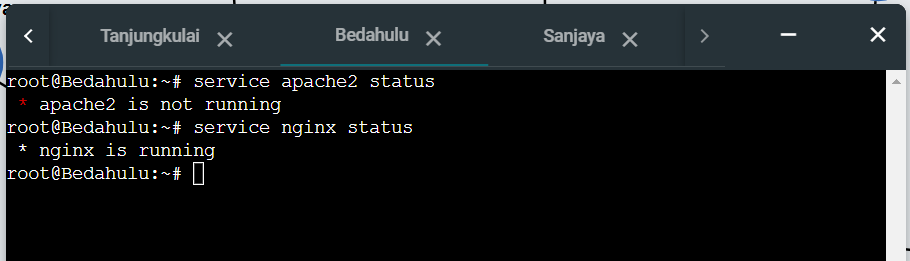 Tanjungkulai Bedahulu Sanjaya
root@Bedahulu:~# service apache2 status
* apache2 is not running
root@Bedahulu:~# service nginx status
* nginx is running
root@Bedahulu:~#